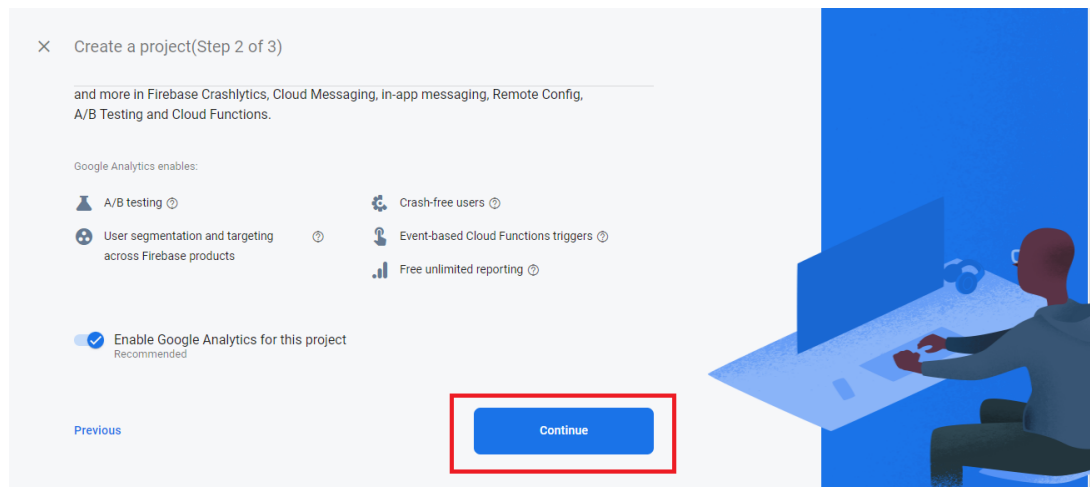 Create a project(Step 2 of 3)
and more in Firebase Crashlytics, Cloud Messaging, in-app messaging, Remote Config,
A/B Testing and Cloud Functions.
Google Analytics enables:
A/B testing
User segmentation and targeting
across Firebase products
Crash-free users
Event-based Cloud Functions triggers
Free unlimited reporting
Enable Google Analytics for this project
Recommended
Previous
Continue